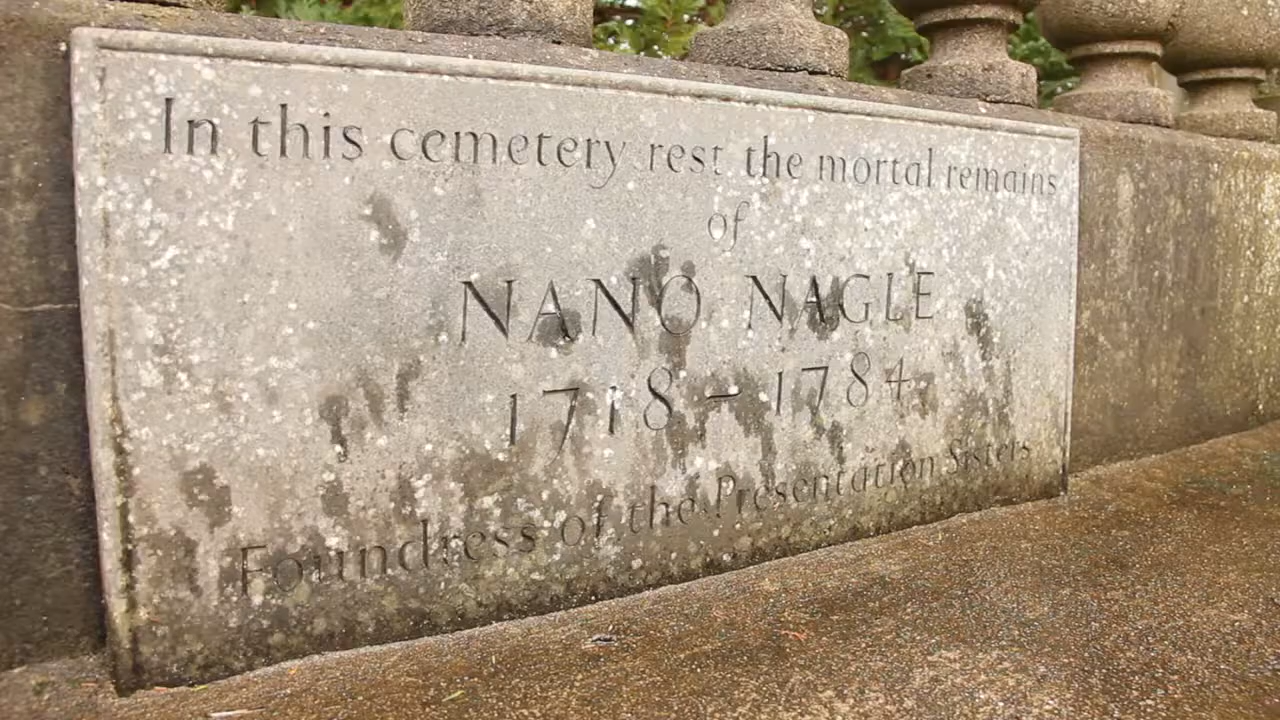 In this cemetery rest the mortal remains
of
NANO NAGLE
1718 - 1784
Foundress of the Presentation Sisters